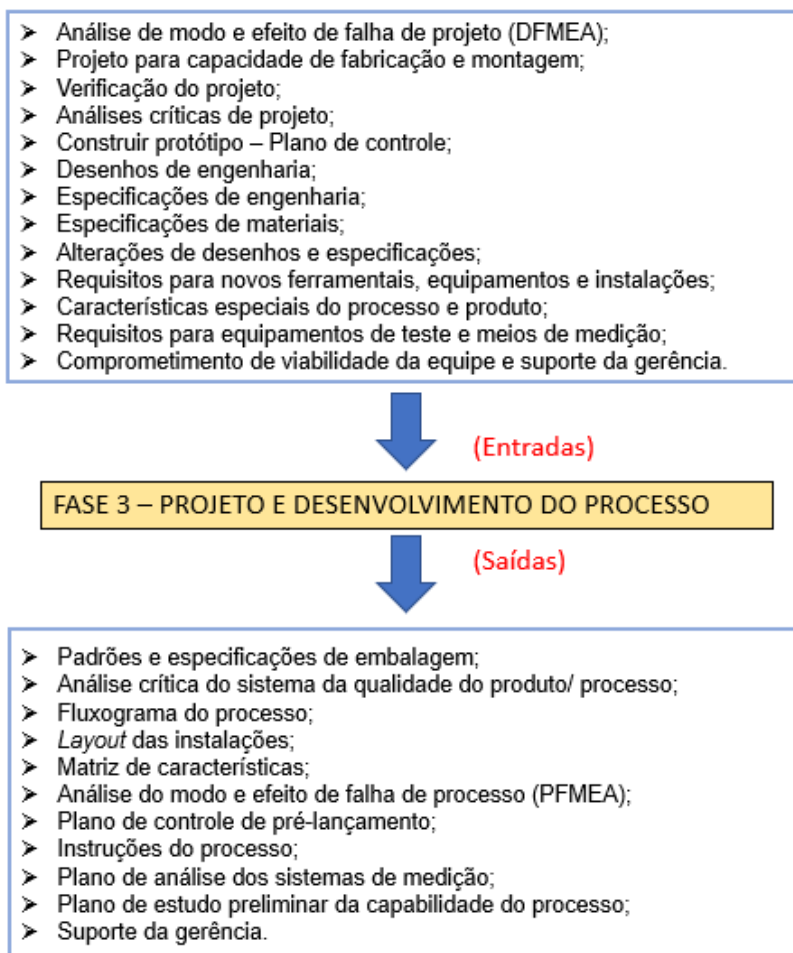 ➤ Análise de modo e efeito de falha de projeto (DFMEA);
➤ Projeto para capacidade de fabricação e montagem;
➤ Verificação do projeto;
➤ Análises críticas de projeto;
➤ Construir protótipo – Plano de controle;
➤ Desenhos de engenharia;
➤ Especificações de engenharia;
➤ Especificações de materiais;
➤ Alterações de desenhos e especificações;
➤ Requisitos para novos ferramentais, equipamentos e instalações;
➤ Características especiais do processo e produto;
➤ Requisitos para equipamentos de teste e meios de medição;
➤ Comprometimento de viabilidade da equipe e suporte da gerência.
(Entradas)
FASE 3 – PROJETO E DESENVOLVIMENTO DO PROCESSO
(Saídas)
➤ Padrões e especificações de embalagem;
➤ Análise crítica do sistema da qualidade do produto/ processo;
➤ Fluxograma do processo;
➤ Layout das instalações;
➤ Matriz de características;
➤ Análise do modo e efeito de falha de processo (PFMEA);
➤ Plano de controle de pré-lançamento;
➤ Instruções do processo;
➤ Plano de análise dos sistemas de medição;
➤ Plano de estudo preliminar da capabilidade do processo;
➤ Suporte da gerência.